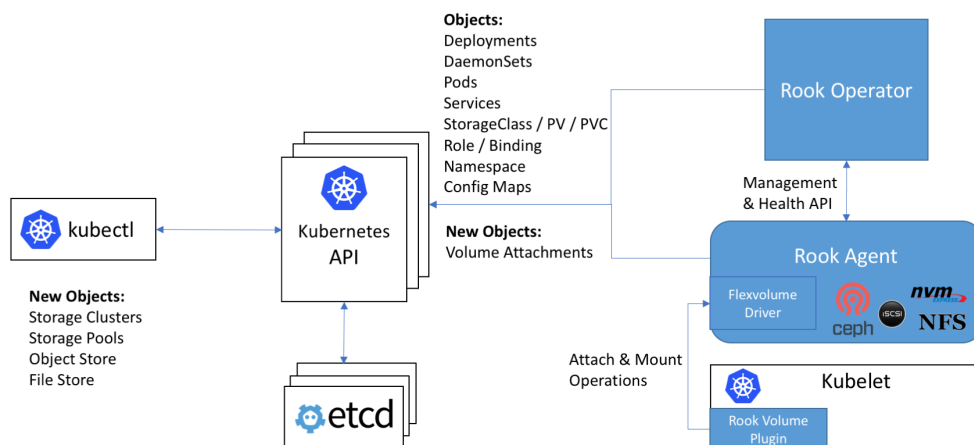 Objects:
Deployments
DaemonSets
Pods
Services
StorageClass / PV / PVC
Role / Binding
Namespace
Config Maps
New Objects:
Volume Attachments
Rook Operator
Management
& Health API
kubectl
Kubernetes
API
New Objects:
Storage Clusters
Storage Pools
Object Store
File Store
etcd
Rook Agent
Flexvolume
Driver
ceph
iSCSI
nvm
EXPRESS
NFS
Attach & Mount
Operations
Kubelet
Rook Volume
Plugin